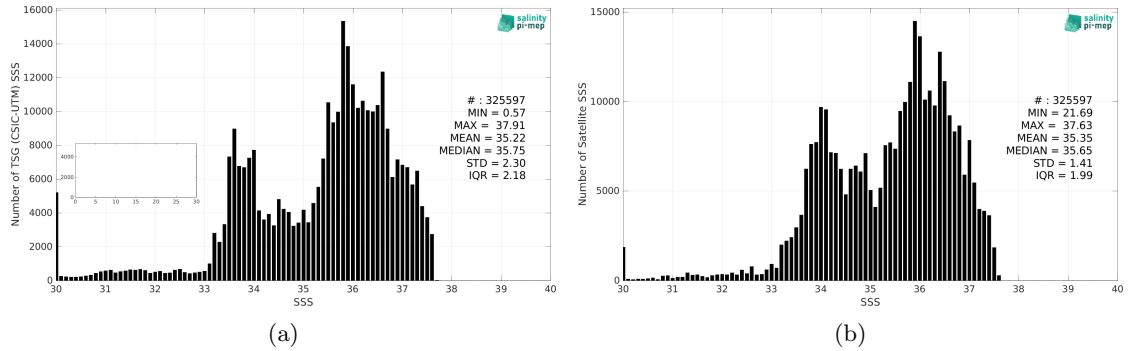 16000
14000
12000
10000
8000
6000
4000
2000
0
Number of TSG (CSIC-UTM) SSS
salinity
pi-mep
# : 325597
MIN = 0.57
MAX = 37.91
MEAN = 35.22
MEDIAN = 35.75
STD = 2.30
IQR = 2.18
4000
2000
0
0 5 10 15 20 25 30
30 31 32 33 34 35 36 37 38 39 40
SSS
(a)
15000
10000
5000
0
Number of Satellite SSS
salinity
pi-mep
# : 325597
MIN = 21.69
MAX = 37.63
MEAN = 35.35
MEDIAN = 35.65
STD = 1.41
IQR = 1.99
30 31 32 33 34 35 36 37 38 39 40
SSS
(b)